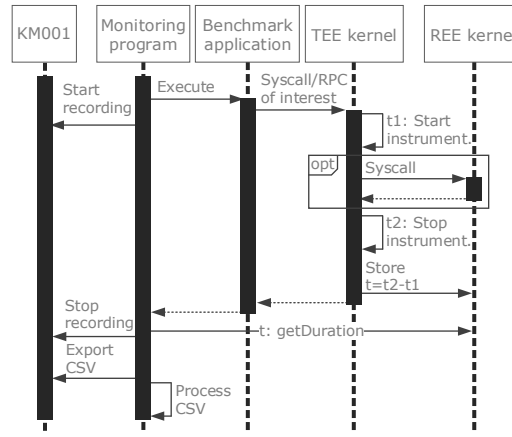 KM001
Monitoring
program
Benchmark
application
TEE kernel
REE kernel
Start
recording
Execute
Syscall/RPC
of interest
t1: Start
instrument.
opt
Syscall
t2: Stop
instrument.
Store
t=t2-t1
Stop
recording
t: getDuration
Export
CSV
Process
CSV